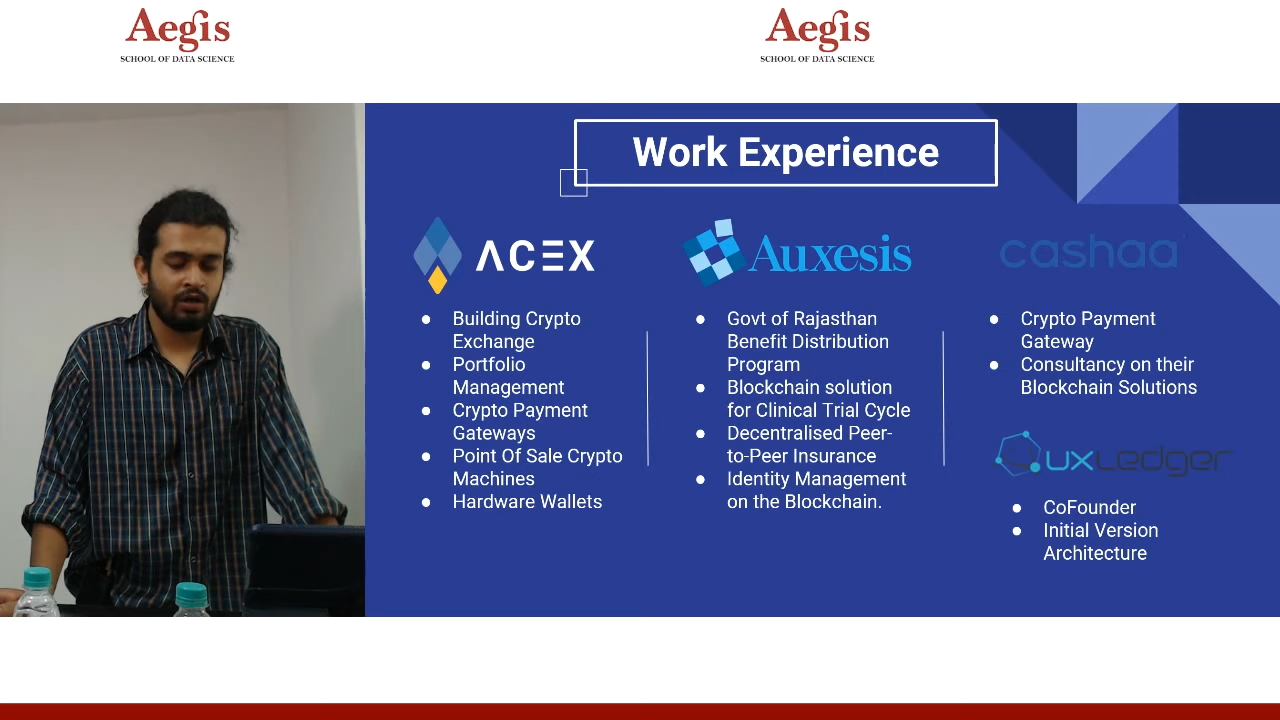 Aegis
SCHOOL OF DATA SCIENCE
Aegis
SCHOOL OF DATA SCIENCE
Work Experience
ACEX
● Building Crypto
Exchange
● Portfolio
Management
● Crypto Payment
Gateways
● Point Of Sale Crypto
Machines
● Hardware Wallets
Auxesis
● Govt of Rajasthan
Benefit Distribution
Program
● Blockchain solution
for Clinical Trial Cycle
● Decentralised Peer-
to-Peer Insurance
● Identity Management
on the Blockchain.
cashaa
● Crypto Payment
Gateway
● Consultancy on their
Blockchain Solutions
uxLedger
● CoFounder
● Initial Version
Architecture